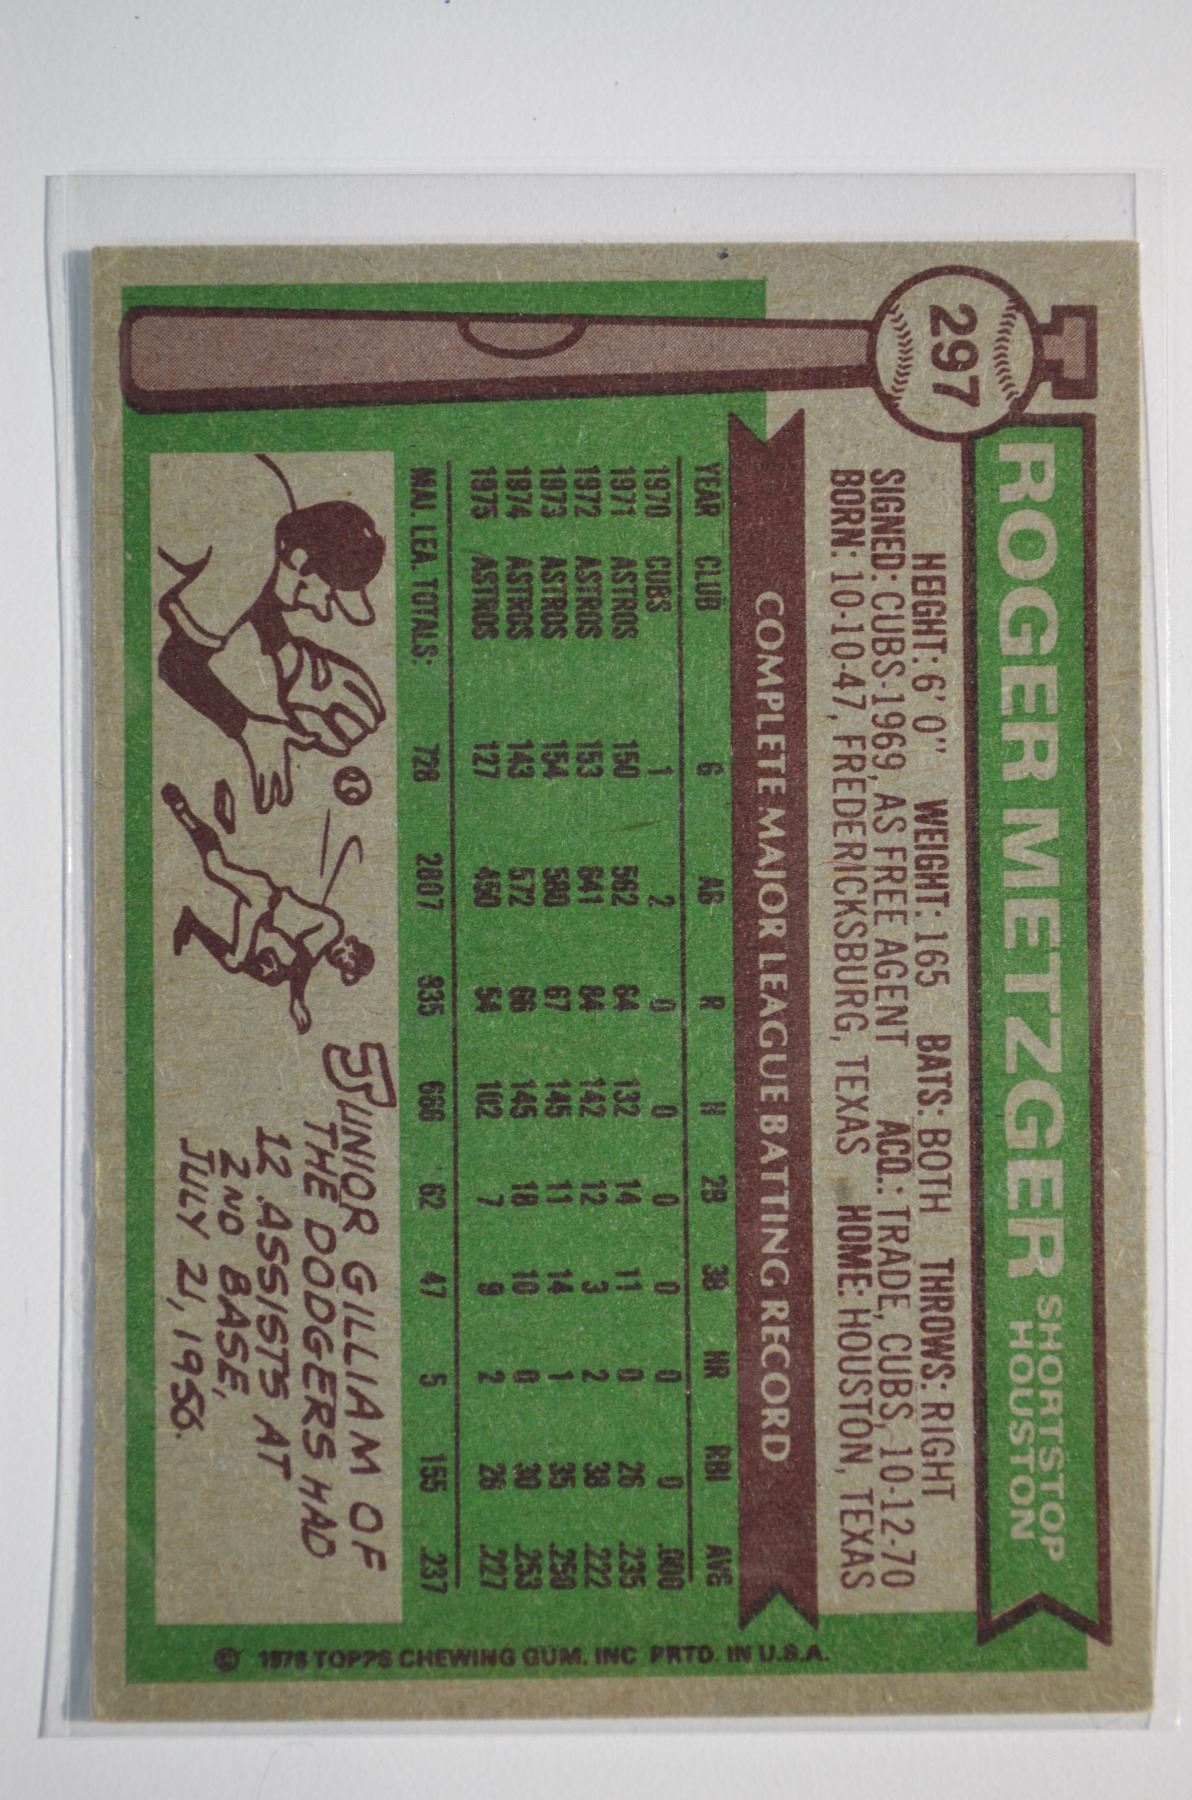 297
T
ROGER METZGER SHORTSTOP
HOUSTON
HEIGHT: 6' 0" WEIGHT: 165 BATS: BOTH THROWS: RIGHT
SIGNED: CUBS-1969, AS FREE AGENT ACQ.: TRADE, CUBS, 10-12-70
BORN: 10-10-47, FREDERICKSBURG, TEXAS HOME: HOUSTON, TEXAS
COMPLETE MAJOR LEAGUE BATTING RECORD
YEAR CLUB G AB R H 2B 3B HR RBI AVG
1970 CUBS 1 2 0 0 0 0 0 0 .000
1971 ASTROS 150 562 64 132 14 11 0 26 .235
1972 ASTROS 153 641 84 142 12 3 2 38 .222
1973 ASTROS 154 580 67 145 11 14 1 35 .250
1974 ASTROS 143 572 66 145 18 10 0 30 .253
1975 ASTROS 127 450 54 102 7 9 2 26 .227
MAJ. LEA. TOTALS: 728 2807 335 666 62 47 5 155 .237
JUNIOR GILLIAM OF
THE DODGERS HAD
12 ASSISTS AT
2ND BASE,
JULY 21, 1956.
© 1976 TOPPS CHEWING GUM, INC PRTD. IN U.S.A.